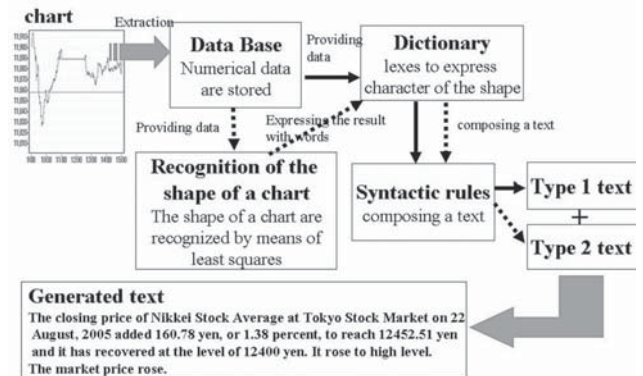 chart
Extraction
Data Base
Numerical data
are stored
Providing
data
Dictionary
lexes to express
character of the shape
Providing data
Expressing the result
with words
composing a text
Recognition of the
shape of a chart
The shape of a chart are
recognized by means of
least squares
Syntactic rules
composing a text
Type 1 text
+
Type 2 text
Generated text
The closing price of Nikkei Stock Average at Tokyo Stock Market on 22
August, 2005 added 160.78 yen, or 1.38 percent, to reach 12452.51 yen
and it has recovered at the level of 12400 yen. It rose to high level.
The market price rose.